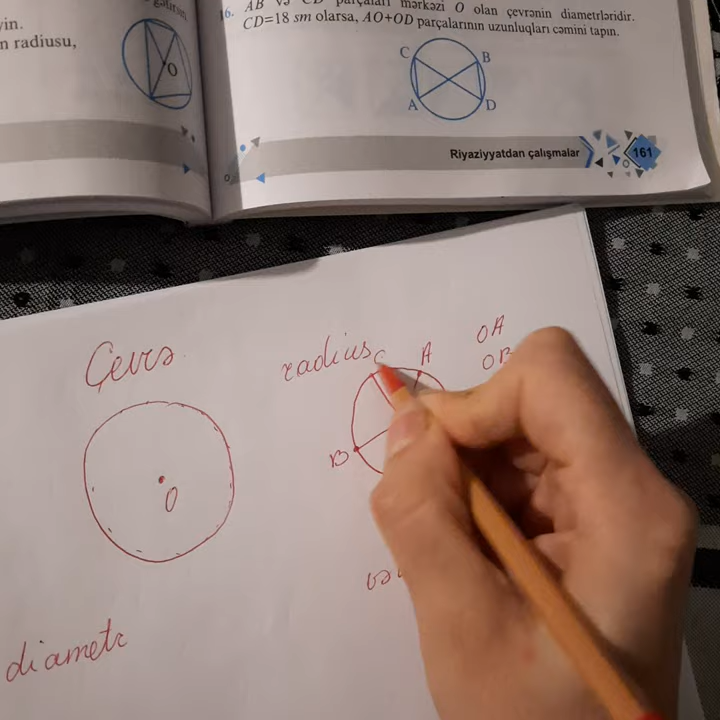 yin.
n radiusu,
O
16. AB və CD parçaları mərkəzi O olan çevrənin diametrləridir.
CD=18 sm olarsa, AO+OD parçalarının uzunluqları cəmini tapın.
C B
A D
Riyaziyyatdan çalışmalar 161
Çevrə
radius
C A
OA
OB
B
O
diametr